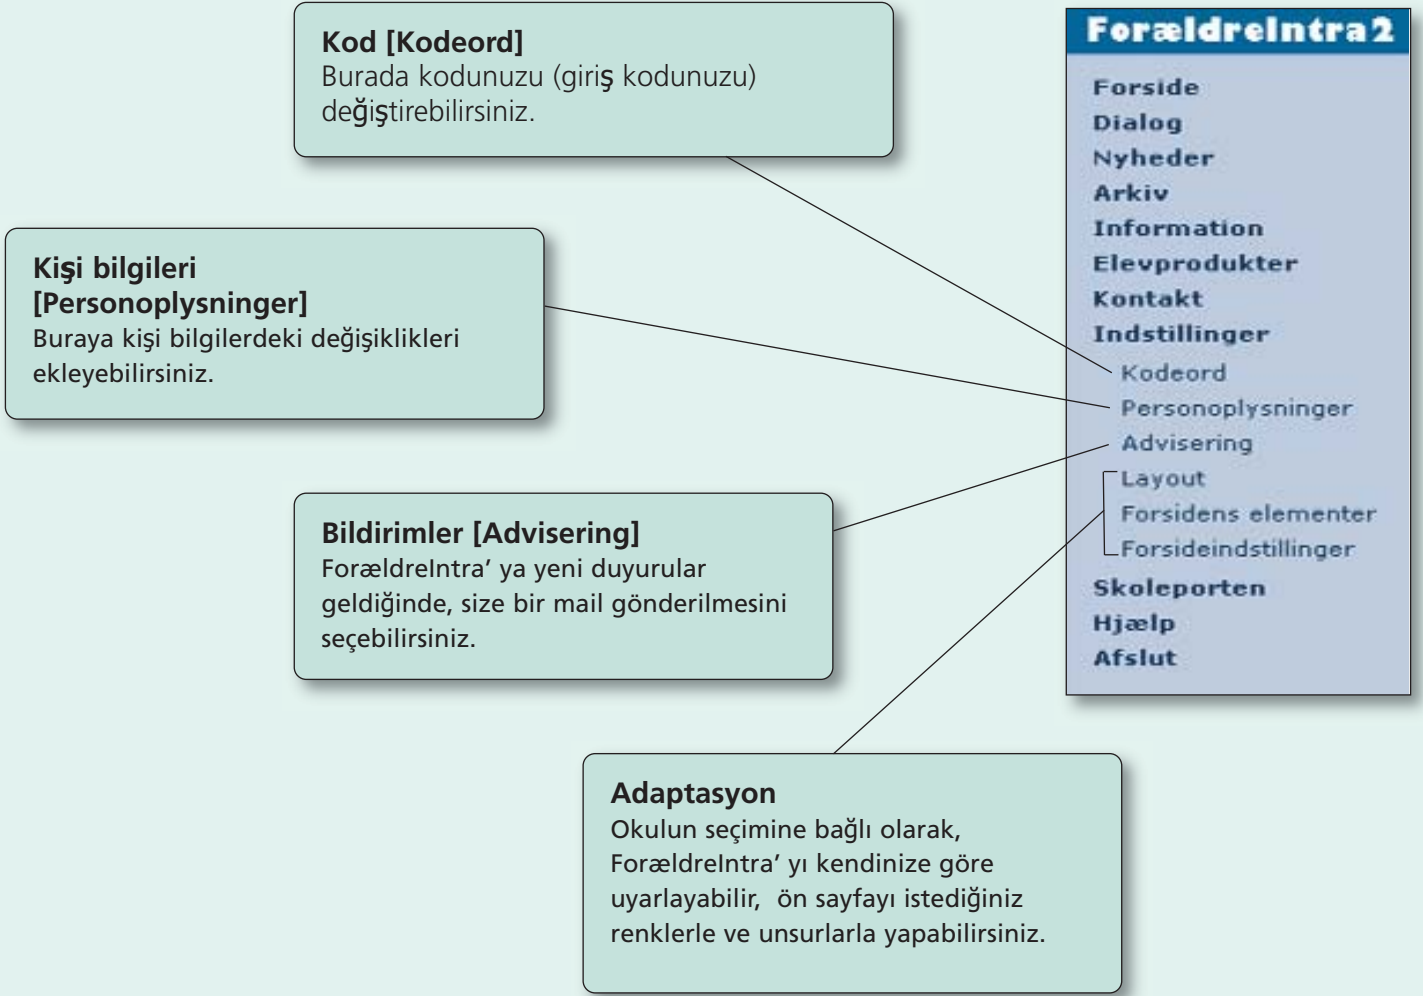 Kod [Kodeord]
Burada kodunuzu (giriş kodunuzu)
değiştirebilirsiniz.
Kişi bilgileri
[Personoplysninger]
Buraya kişi bilgilerdeki değişiklikleri
ekleyebilirsiniz.
Bildirimler [Advisering]
ForældreIntra’ ya yeni duyurular
geldiğinde, size bir mail gönderilmesini
seçebilirsiniz.
Adaptasyon
Okulun seçimine bağlı olarak,
ForældreIntra’ yı kendinize göre
uyarlayabilir,  ön sayfayı istediğiniz
renklerle ve unsurlarla yapabilirsiniz.
ForældreIntra2
Forside
Dialog
Nyheder
Arkiv
Information
Elevprodukter
Kontakt
Indstillinger
Kodeord
Personoplysninger
Advisering
Layout
Forsidens elementer
Forsideindstillinger
Skoleporten
Hjælp
Afslut